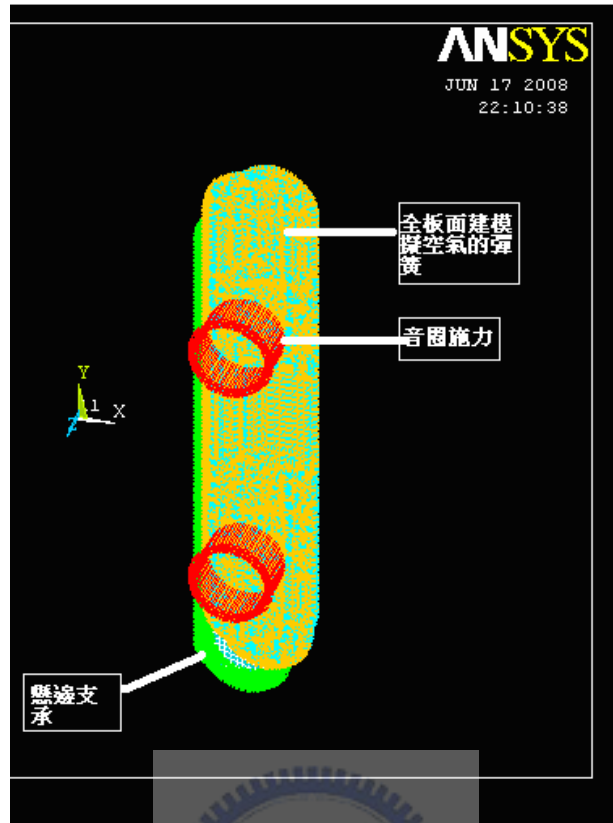 ANSYS
JUN 17 2008
22:10:38
全板面建模
擬空氣的彈
簧
音圈施力
Y
1
X
Z
懸邊支
承